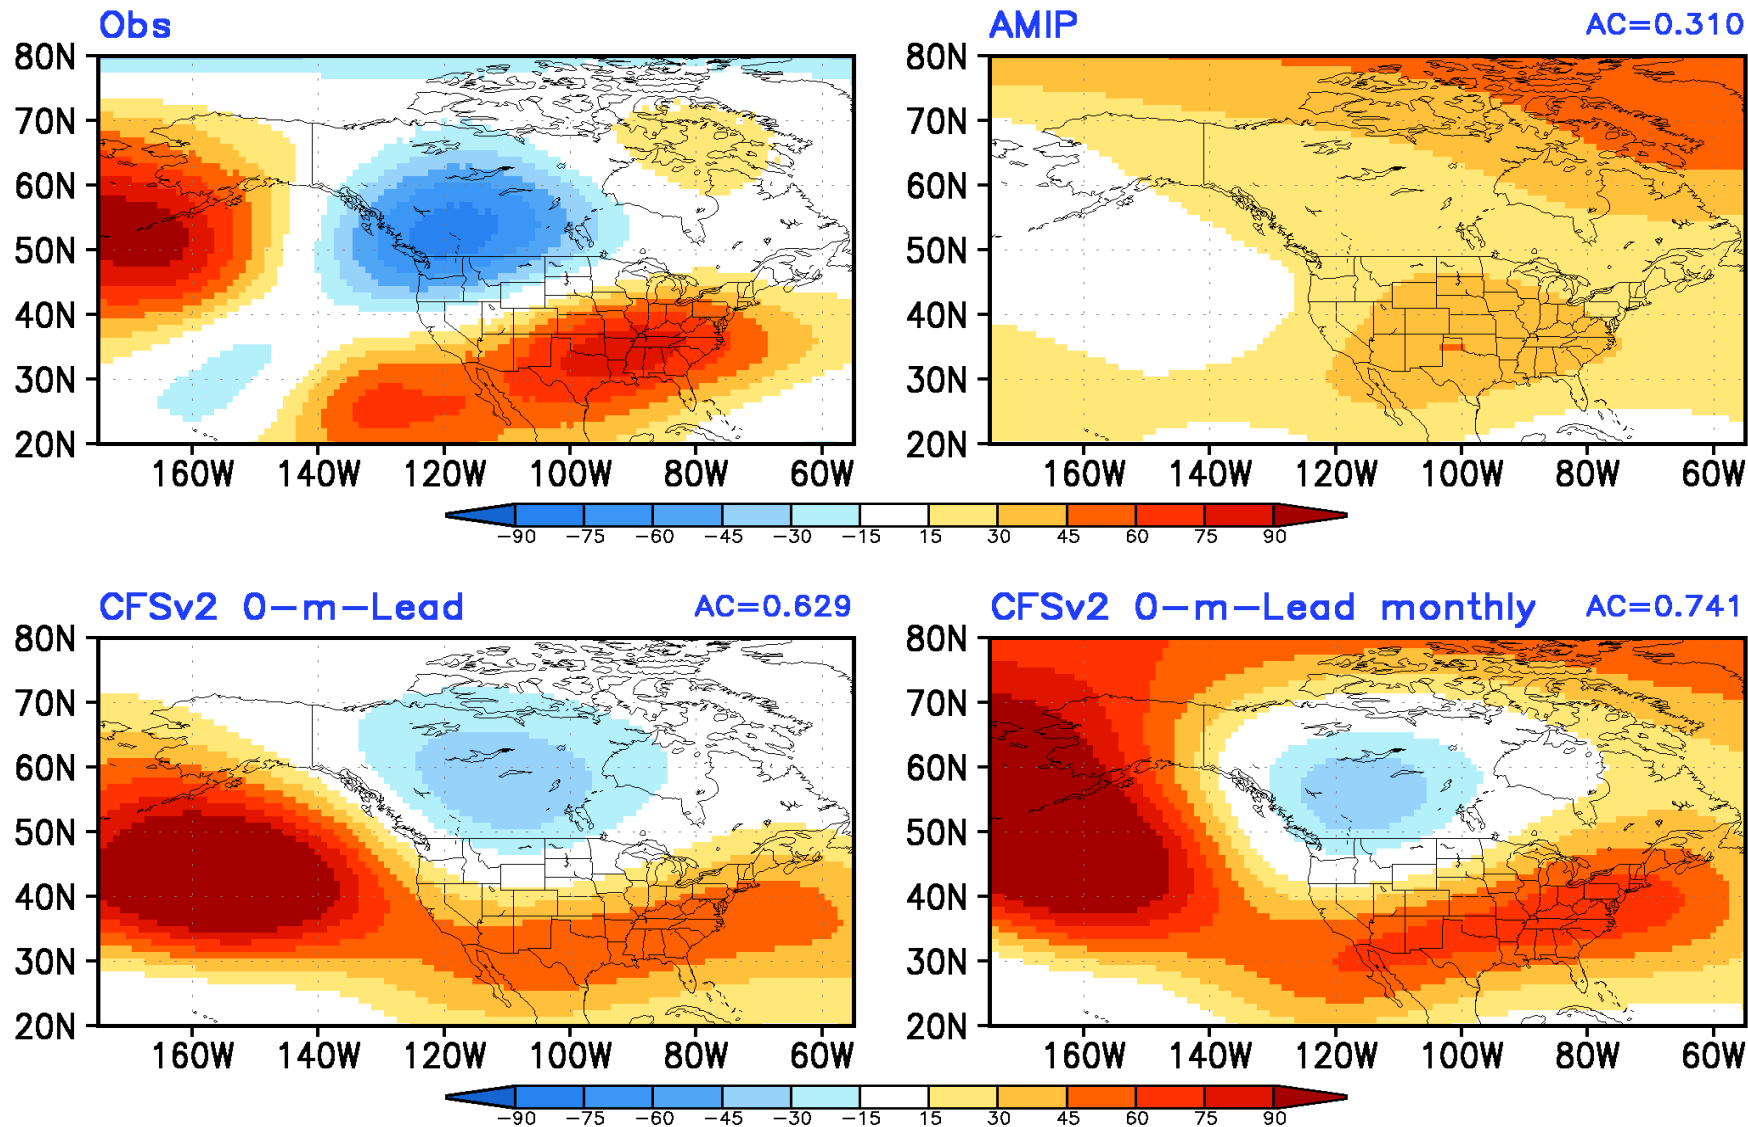 Obs
AMIP AC=0.310
80N 80N
70N 70N
60N 60N
50N 50N
40N 40N
30N 30N
20N 20N
160W 140W 120W 100W 80W 60W 160W 140W 120W 100W 80W 60W
−90 −75 −60 −45 −30 −15 15 30 45 60 75 90
CFSv2 0−m−Lead AC=0.629
CFSv2 0−m−Lead monthly AC=0.741
80N 80N
70N 70N
60N 60N
50N 50N
40N 40N
30N 30N
20N 20N
160W 140W 120W 100W 80W 60W 160W 140W 120W 100W 80W 60W
−90 −75 −60 −45 −30 −15 15 30 45 60 75 90